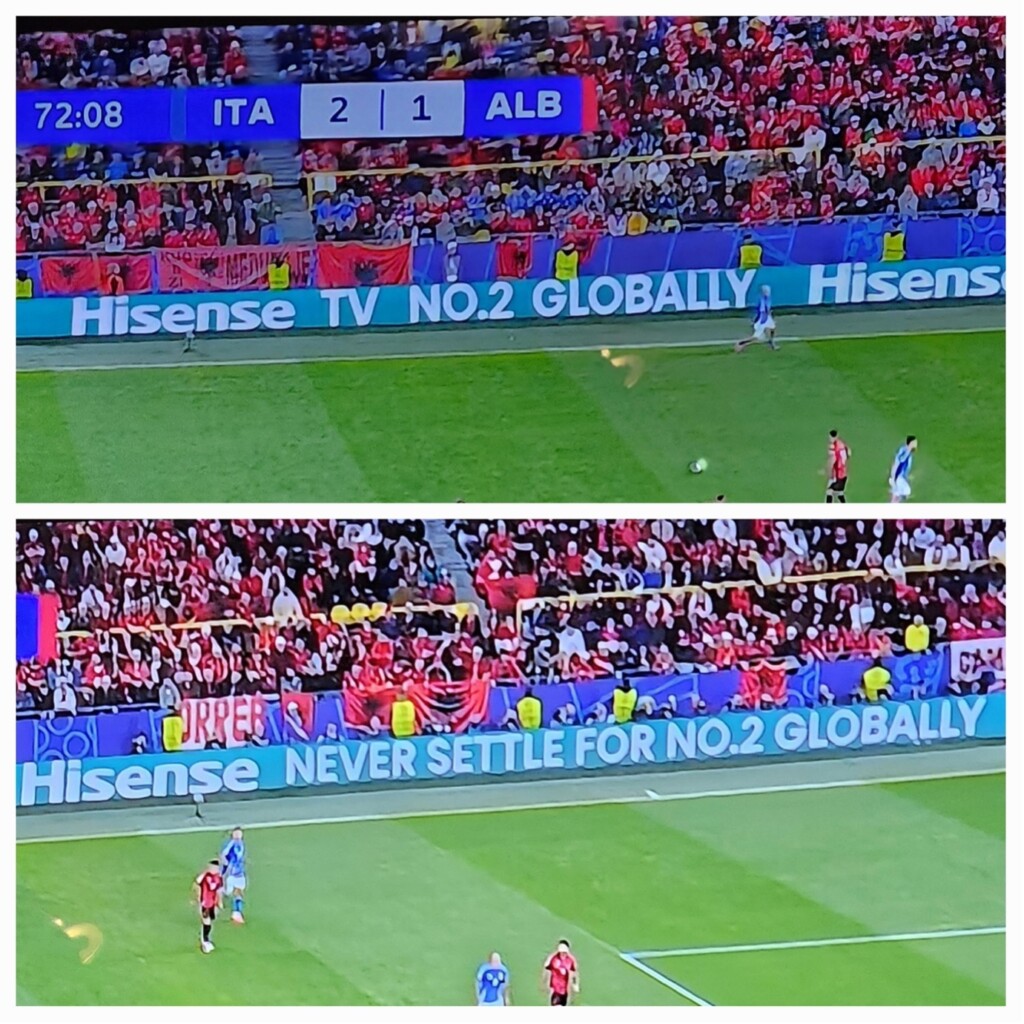 72:08 ITA 2 | 1 ALB
Hisense TV NO.2 GLOBALLY Hisense
Hisense NEVER SETTLE FOR NO.2 GLOBALLY